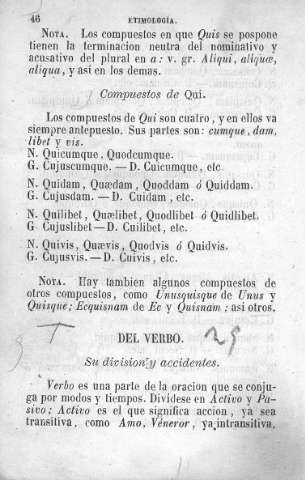 46 ETIMOLOGÍA.
NOTA. Los compuestos en que Quis se pospone
tienen la terminacion neutra del nominativo y
acusativo del plural en a: v. gr. Aliqui, aliquæ,
aliqua, y asi en los demas.
Compuestos de Qui.
Los compuestos de Qui son cuatro, y en ellos va
siempre antepuesto. Sus partes son: cumque, dam,
libet y vis.
N. Quicumque, Quodcumque.
G. Cujuscumque.—D. Cuicumque, etc.
N. Quidam, Quædam, Quoddam ó Quiddam.
G. Cujusdam.—D. Cuidam, etc.
N. Quilibet, Quælibet, Quodlibet ó Quidlibet.
G. Cujuslibet—D. Cuilibet, etc.
N. Quivis, Quævis, Quodvis ó Quidvis.
G. Cujusvis.—D. Cuivis, etc.
NOTA. Hay tambien algunos compuestos de
otros compuestos, como Unusquisque de Unus y
Quisque; Ecquisnam de Ec y Quisnam; asi otros.
DEL VERBO.
Su division y accidentes.
Verbo es una parte de la oracion que se conju-
ga por modos y tiempos. Divídese en Activo y Pa-
sivo; Activo es el que significa accion, ya sea
transitiva, como Amo, Véneror, ya intransitiva,